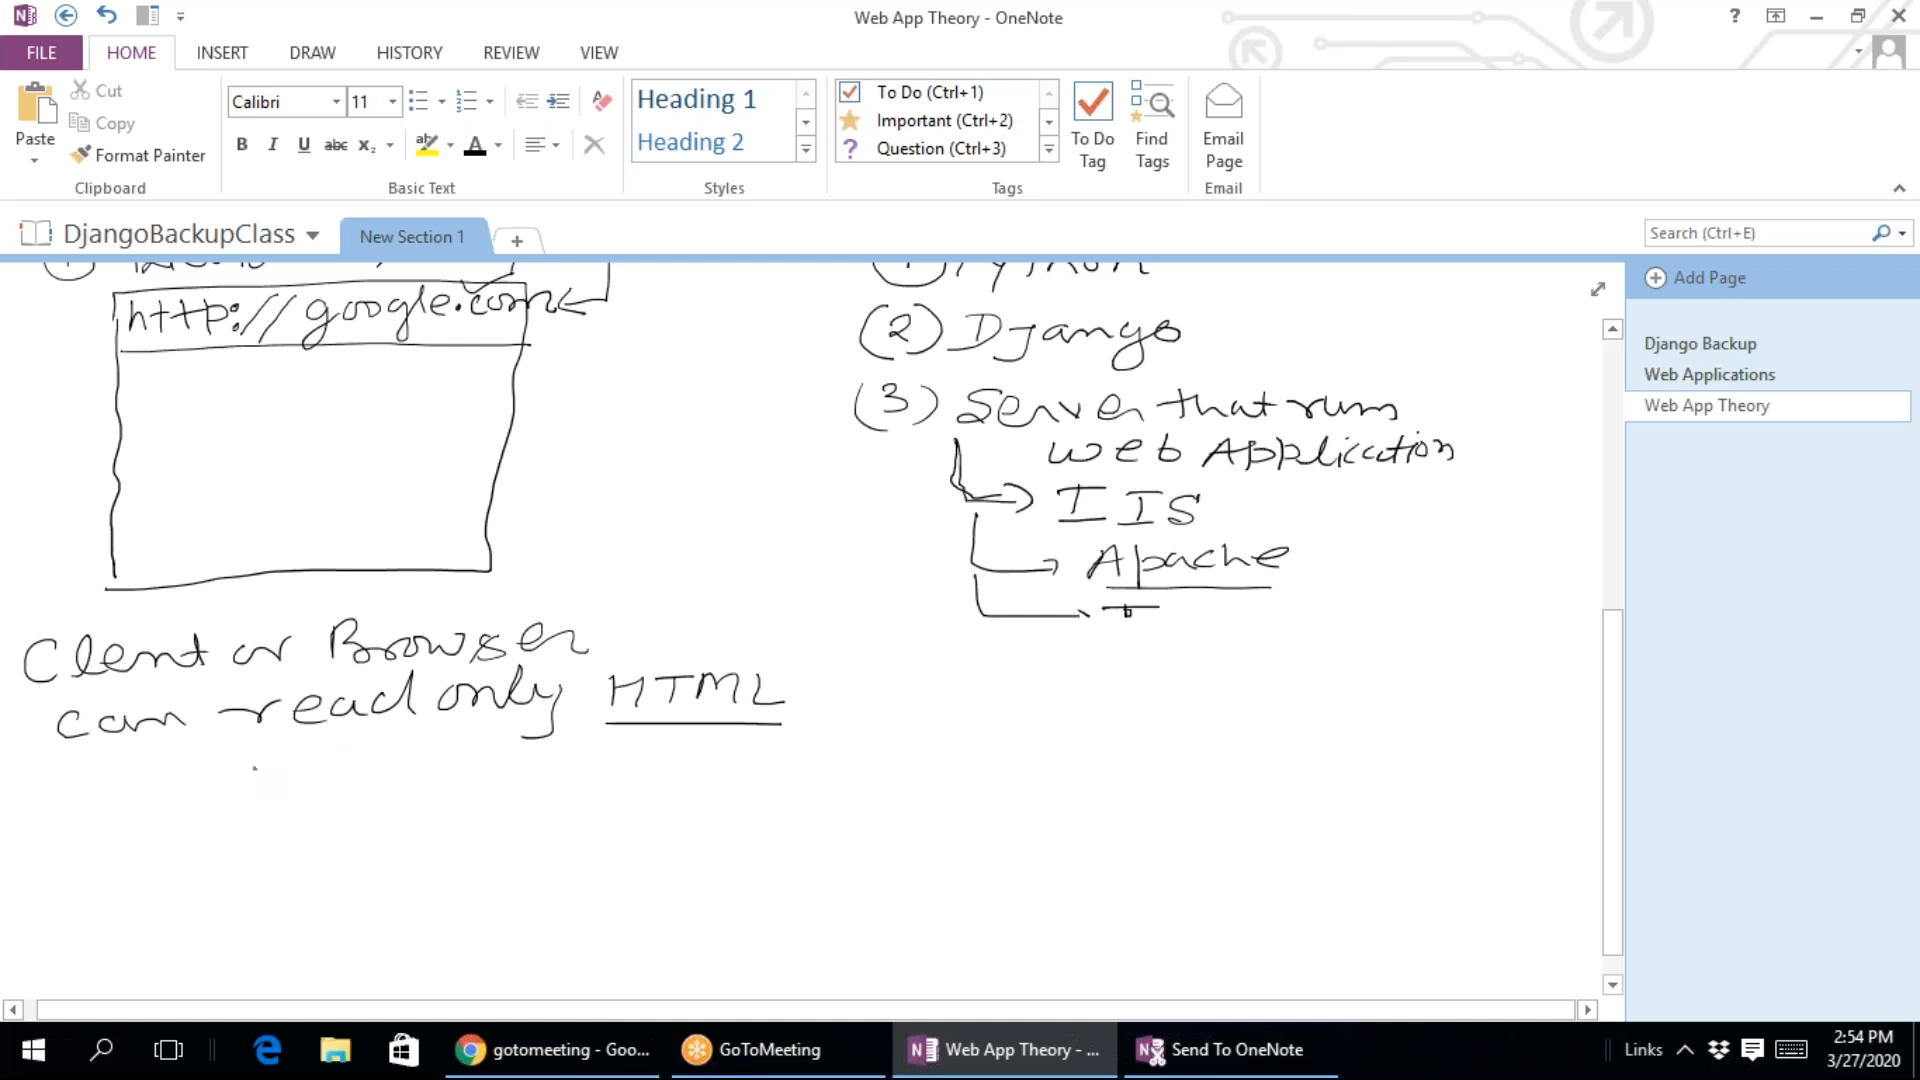 Web App Theory - OneNote
FILE
HOME
INSERT
DRAW
HISTORY
REVIEW
VIEW
Paste
Cut
Copy
Format Painter
Clipboard
Calibri
11
B I U abc x₂
Basic Text
Heading 1
Heading 2
Styles
To Do (Ctrl+1)
Important (Ctrl+2)
Question (Ctrl+3)
Tags
To Do
Tag
Find
Tags
Email
Page
Email
DjangoBackupClass
New Section 1
Search (Ctrl+E)
Add Page
Django Backup
Web Applications
Web App Theory
http://google.com
Client or Browser
can read only HTML
(1) Python
(2) Django
(3) Server that runs
web Application
IIS
Apache
gotomeeting - Goo...
GoToMeeting
Web App Theory - ...
Send To OneNote
Links
2:54 PM
3/27/2020